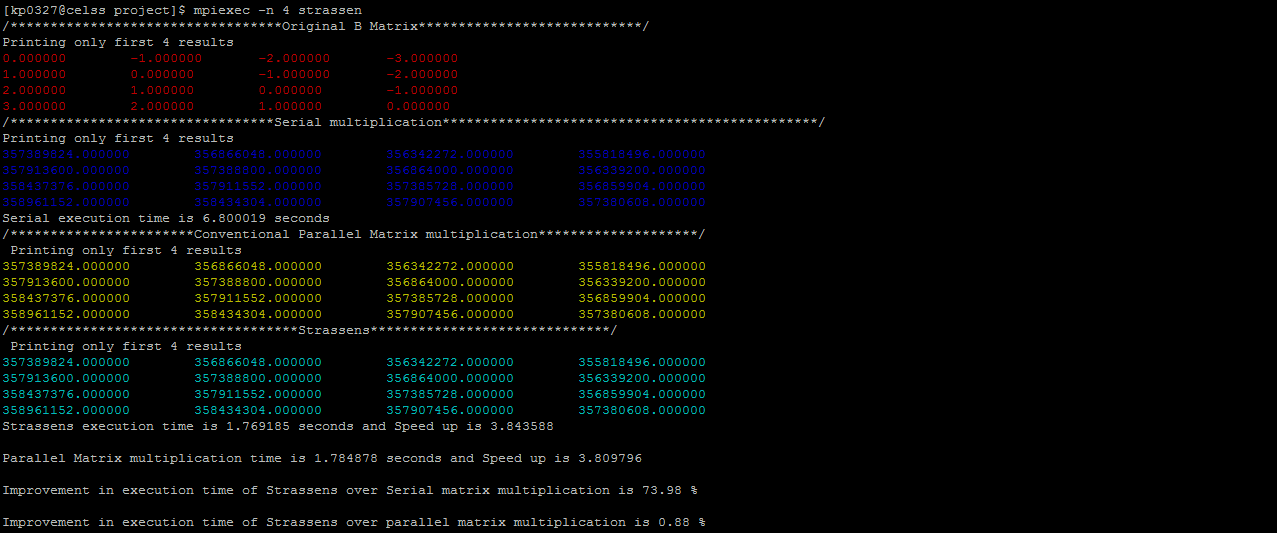 [kp0327@celss project]$ mpiexec -n 4 strassen
/**********************************Original B Matrix****************************/
Printing only first 4 results
0.000000 -1.000000 -2.000000 -3.000000
1.000000 0.000000 -1.000000 -2.000000
2.000000 1.000000 0.000000 -1.000000
3.000000 2.000000 1.000000 0.000000
/*********************************Serial multiplication***********************************************/
Printing only first 4 results
357389824.000000 356866048.000000 356342272.000000 355818496.000000
357913600.000000 357388800.000000 356864000.000000 356339200.000000
358437376.000000 357911552.000000 357385728.000000 356859904.000000
358961152.000000 358434304.000000 357907456.000000 357380608.000000
Serial execution time is 6.800019 seconds
/***********************Conventional Parallel Matrix multiplication********************/
Printing only first 4 results
357389824.000000 356866048.000000 356342272.000000 355818496.000000
357913600.000000 357388800.000000 356864000.000000 356339200.000000
358437376.000000 357911552.000000 357385728.000000 356859904.000000
358961152.000000 358434304.000000 357907456.000000 357380608.000000
/************************************Strassens******************************/
Printing only first 4 results
357389824.000000 356866048.000000 356342272.000000 355818496.000000
357913600.000000 357388800.000000 356864000.000000 356339200.000000
358437376.000000 357911552.000000 357385728.000000 356859904.000000
358961152.000000 358434304.000000 357907456.000000 357380608.000000
Strassens execution time is 1.769185 seconds and Speed up is 3.843588
Parallel Matrix multiplication time is 1.784878 seconds and Speed up is 3.809796
Improvement in execution time of Strassens over Serial matrix multiplication is 73.98 %
Improvement in execution time of Strassens over parallel matrix multiplication is 0.88 %